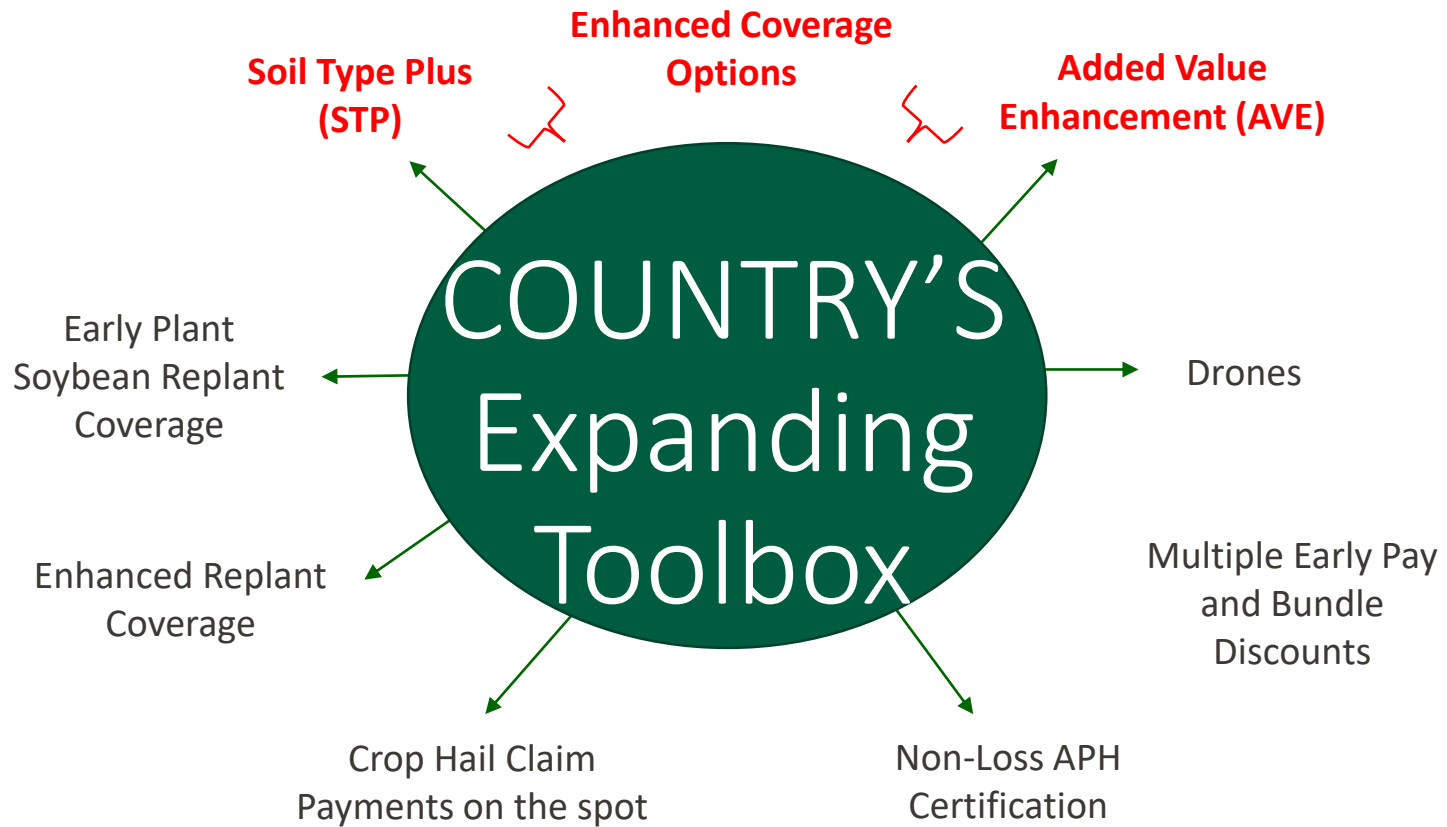 Enhanced Coverage
Options
Soil Type Plus
(STP)
Added Value
Enhancement (AVE)
COUNTRY’S
Expanding
Toolbox
Early Plant
Soybean Replant
Coverage
Drones
Enhanced Replant
Coverage
Multiple Early Pay
and Bundle
Discounts
Crop Hail Claim
Payments on the spot
Non-Loss APH
Certification